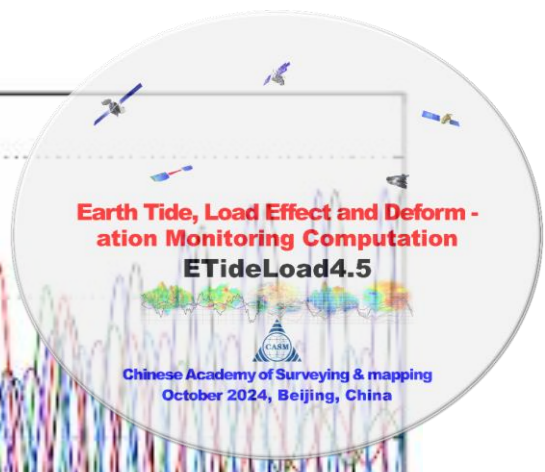 Earth Tide, Load Effect and Deform -
ation Monitoring Computation
ETideLoad4.5
CASM
Chinese Academy of Surveying & mapping
October 2024, Beijing, China